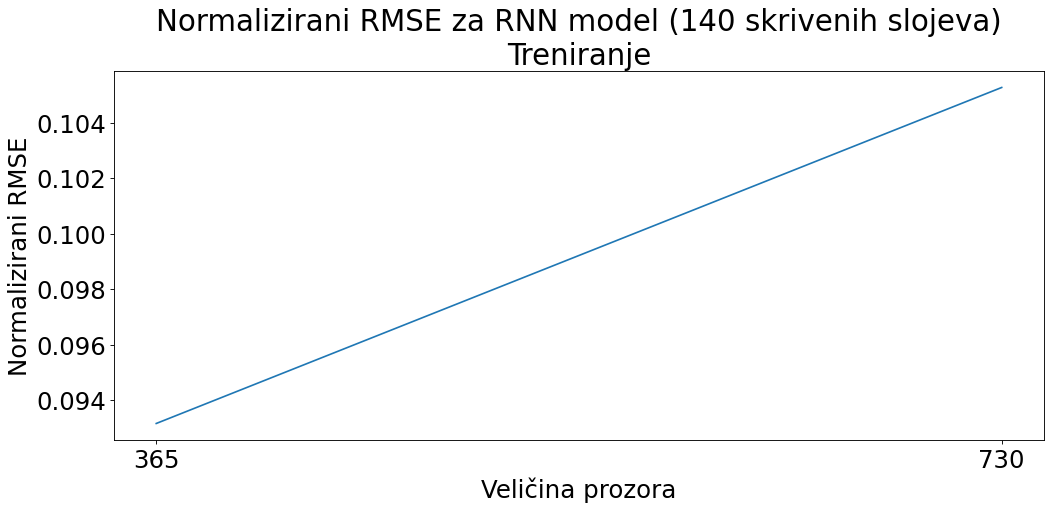 Normalizirani RMSE za RNN model (140 skrivenih slojeva)
Treniranje
Normalizirani RMSE
0.104
0.102
0.100
0.098
0.096
0.094
365
730
Veličina prozora